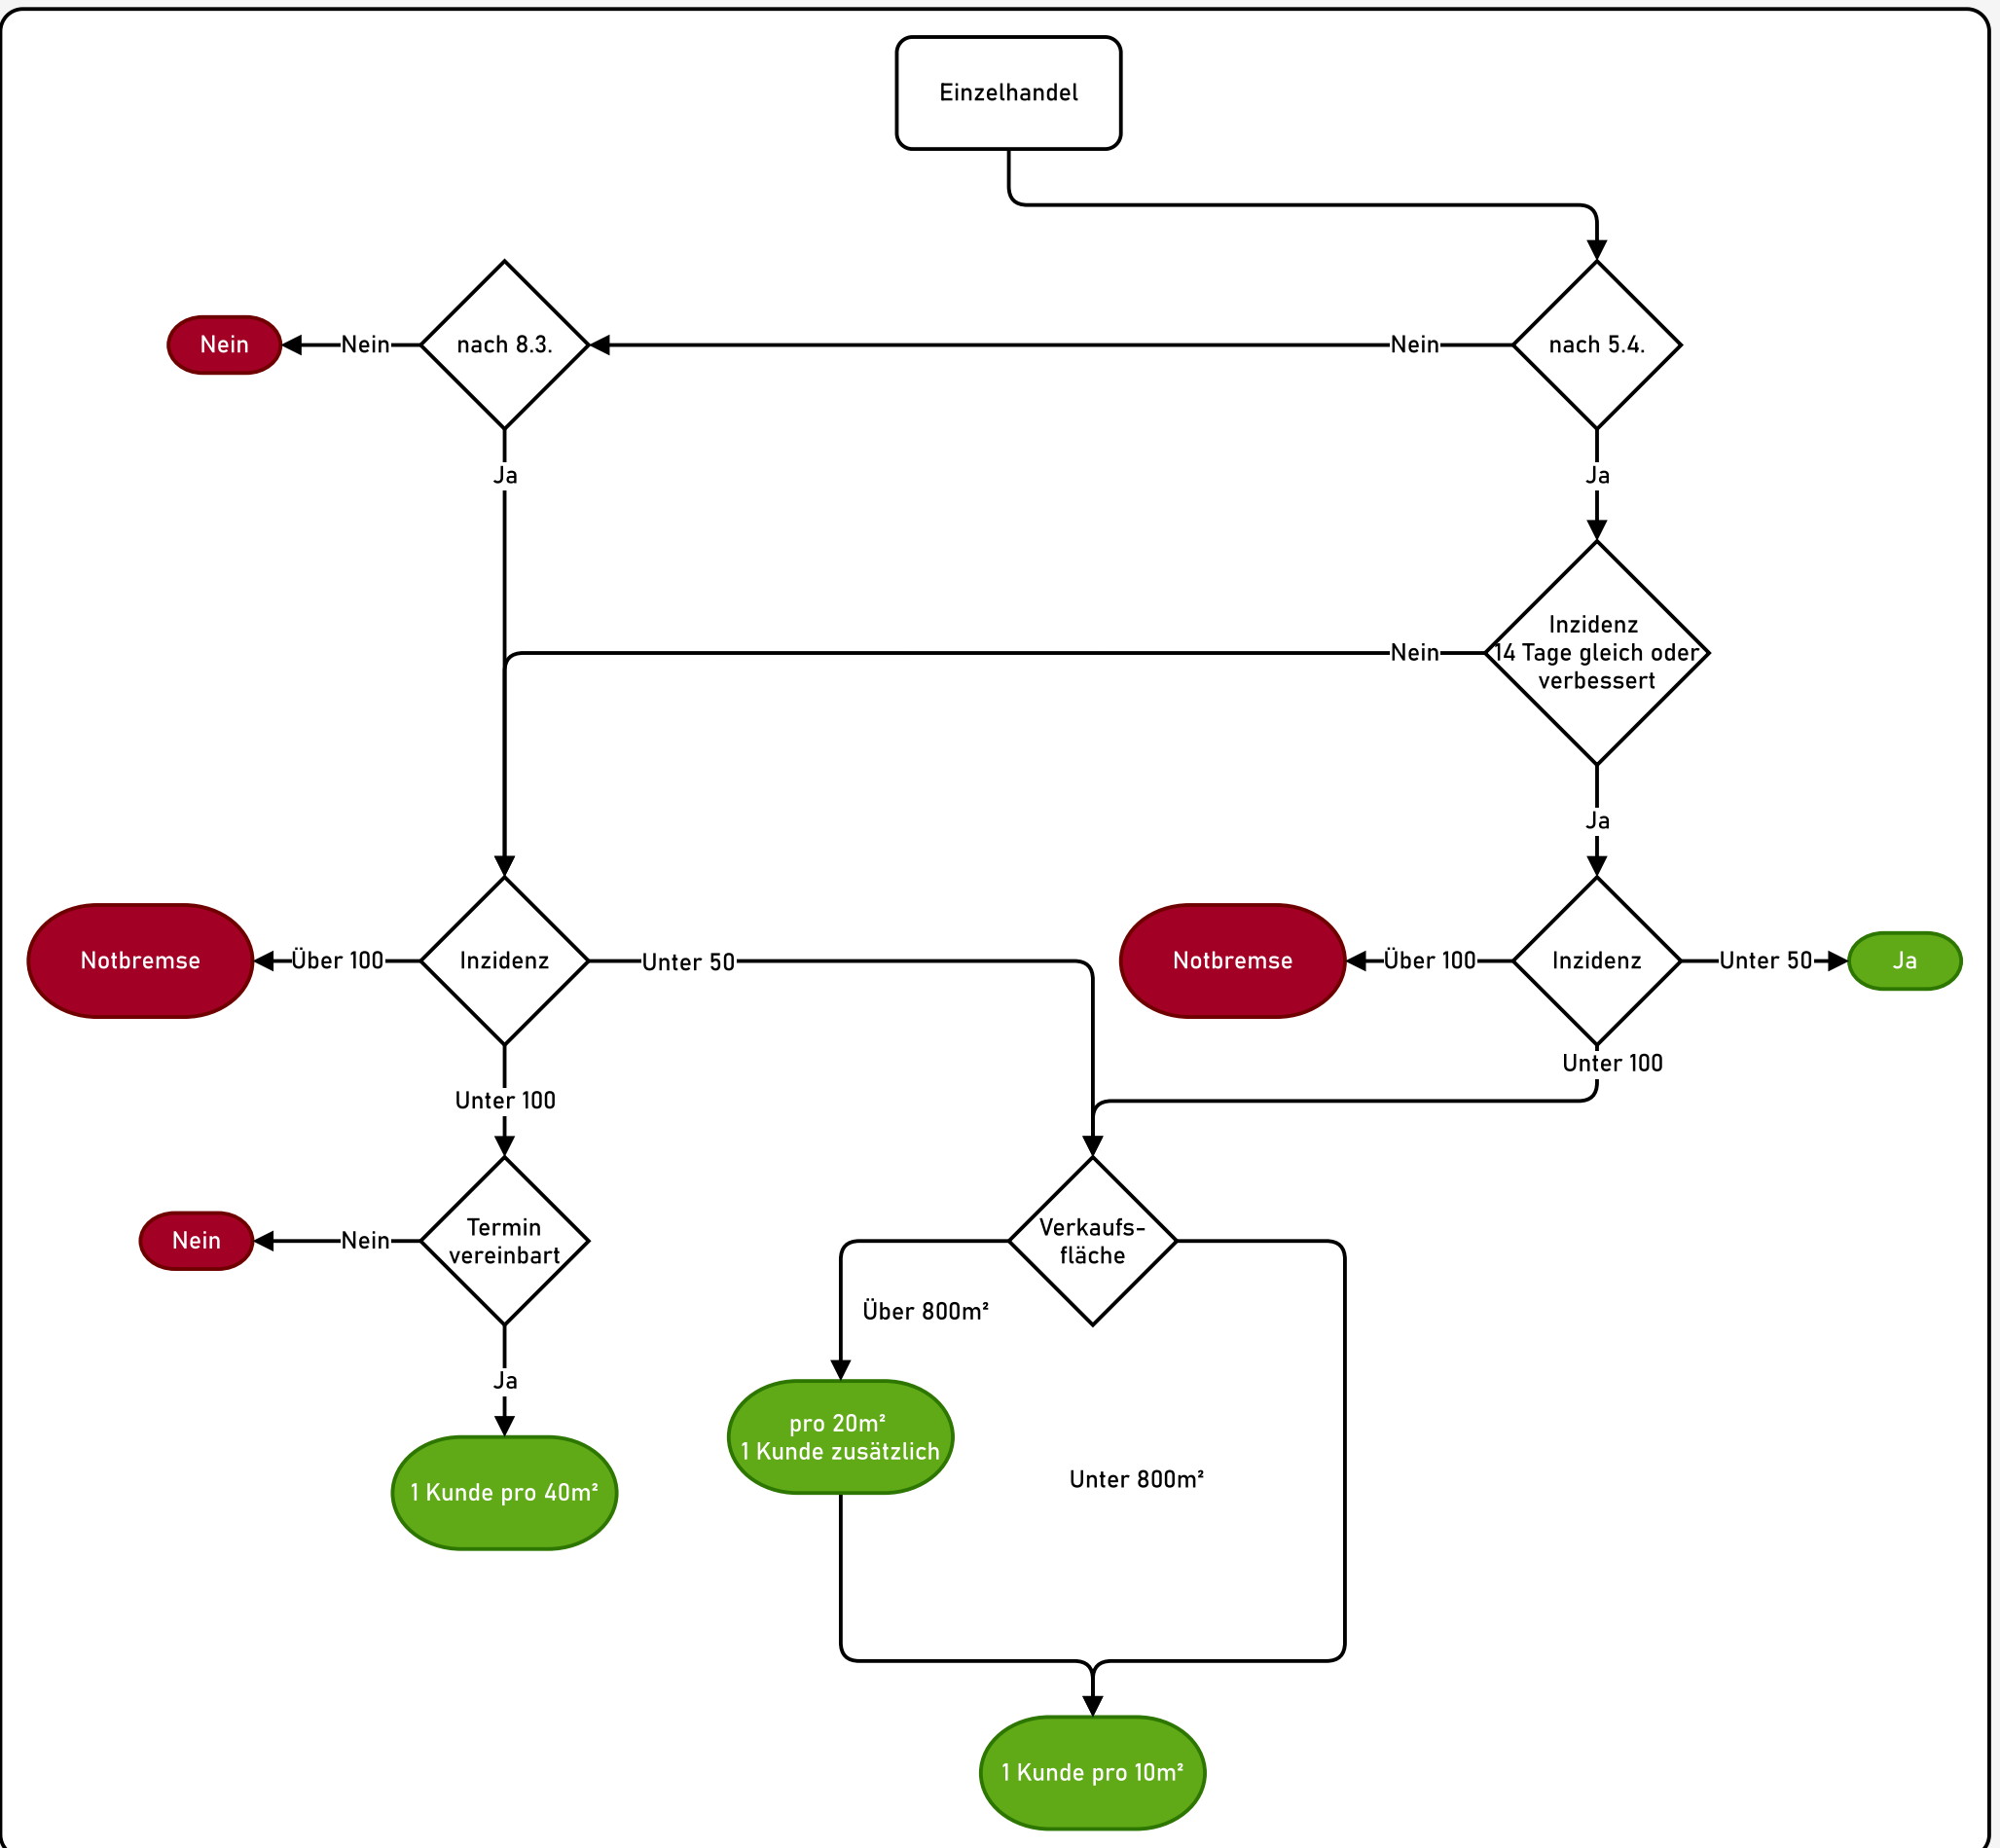 Einzelhandel
Nein
Nein
nach 8.3.
Nein
nach 5.4.
Ja
Ja
Inzidenz
14 Tage gleich oder
verbessert
Nein
Ja
Notbremse
Über 100
Inzidenz
Unter 50
Notbremse
Über 100
Inzidenz
Unter 50
Ja
Unter 100
Unter 100
Nein
Nein
Termin
vereinbart
Verkaufs-
fläche
Über 800m²
Ja
pro 20m²
1 Kunde zusätzlich
Unter 800m²
1 Kunde pro 40m²
1 Kunde pro 10m²